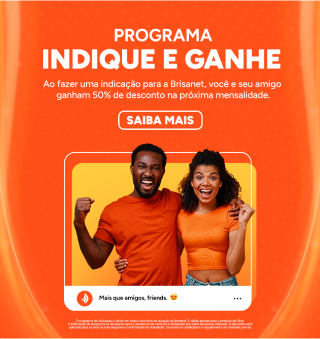 PROGRAMA
INDIQUE E GANHE
Ao fazer uma indicação para a Brisanet, você e seu amigo
ganham 50% de desconto na próxima mensalidade.
SAIBA MAIS
Mais que amigos, friends. 😍